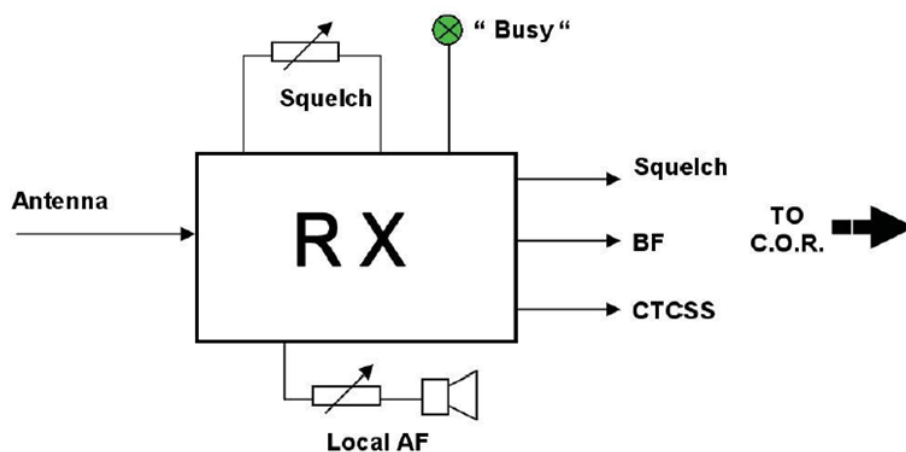 “ Busy “
Squelch
Antenna
Squelch
R X
BF
TO
C.O.R.
CTCSS
Local AF